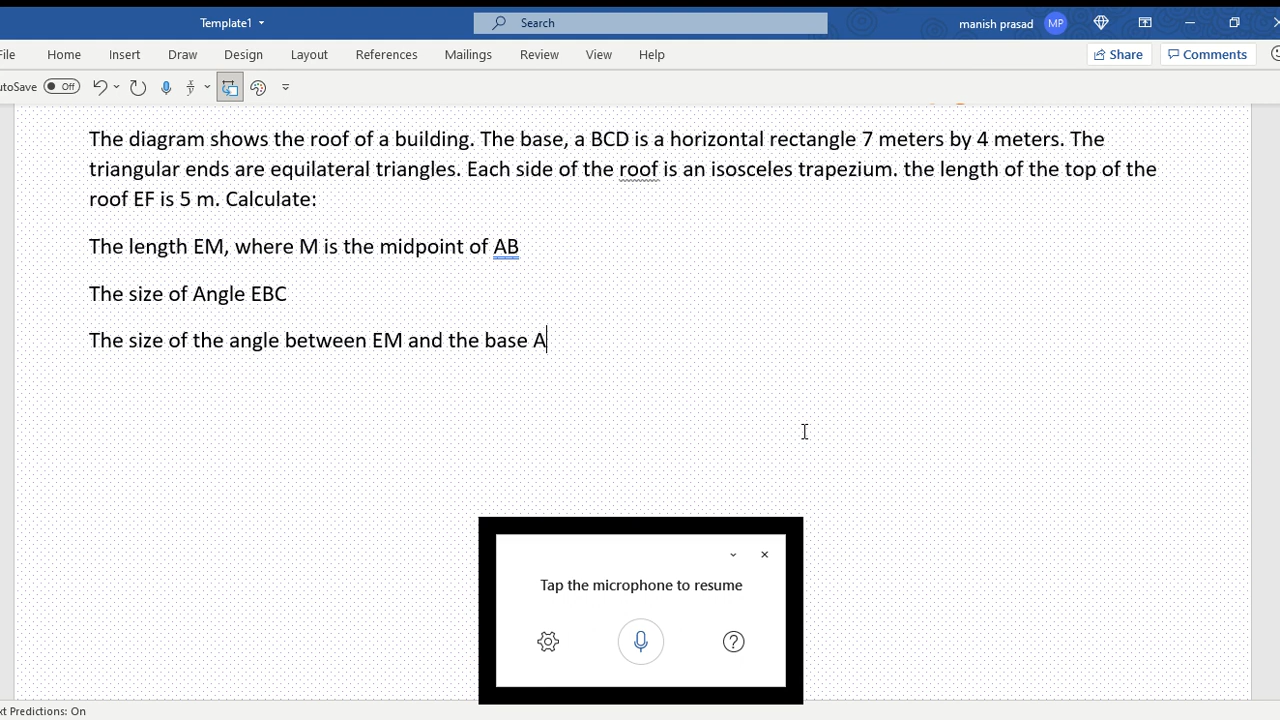 Template1
Search
manish prasad
MP
File
Home
Insert
Draw
Design
Layout
References
Mailings
Review
View
Help
Share
Comments
utoSave
Off
x
y
The diagram shows the roof of a building. The base, a BCD is a horizontal rectangle 7 meters by 4 meters. The
triangular ends are equilateral triangles. Each side of the roof is an isosceles trapezium. the length of the top of the
roof EF is 5 m. Calculate:
The length EM, where M is the midpoint of AB
The size of Angle EBC
The size of the angle between EM and the base A
Tap the microphone to resume
xt Predictions: On